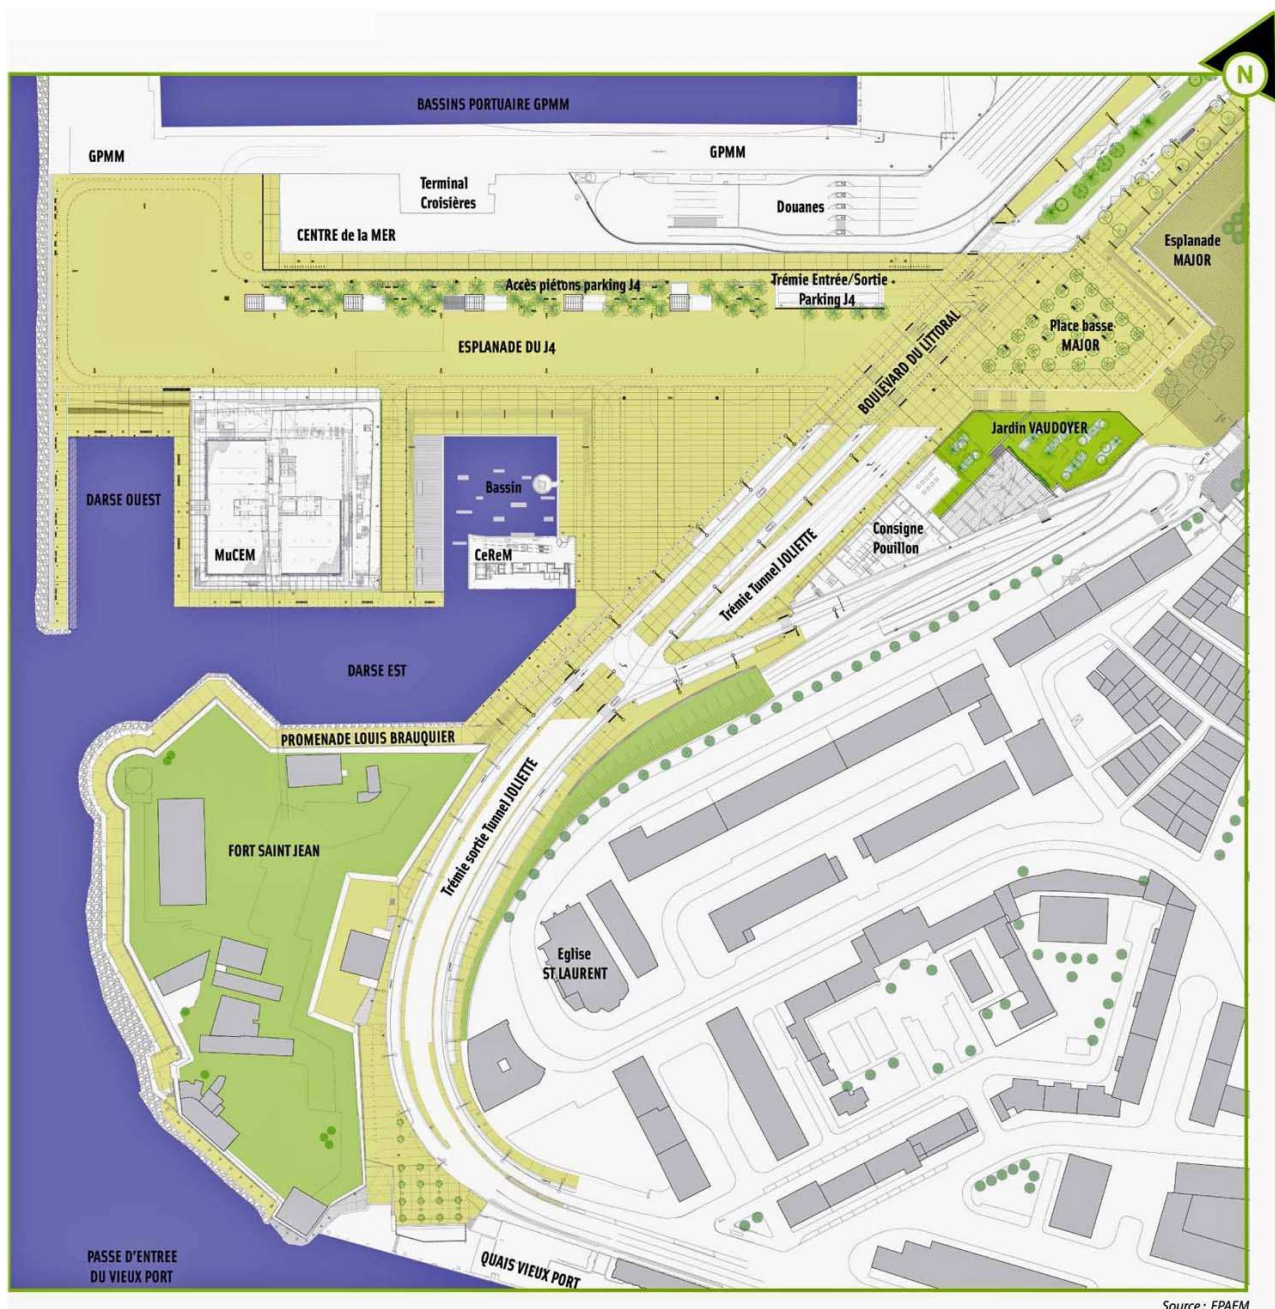 N
BASSINS PORTUAIRE GPMM
GPMM
GPMM
Terminal
Croisières
Douanes
CENTRE de la MER
Esplanade
MAJOR
Accès piétons parking J4
Trémie Entrée/Sortie
Parking J4
Place basse
MAJOR
ESPLANADE DU J4
BOULEVARD DU LITTORAL
Jardin VAUDOYER
DARSE OUEST
Bassin
MuCEM
CeReM
Consigne
Pouillon
Trémie Tunnel JOLIETTE
DARSE EST
PROMENADE LOUIS BRAUQUIER
Trémie sortie Tunnel JOLIETTE
FORT SAINT JEAN
Eglise
ST LAURENT
PASSE D'ENTREE
DU VIEUX PORT
QUAIS VIEUX PORT
Source : EPAEM